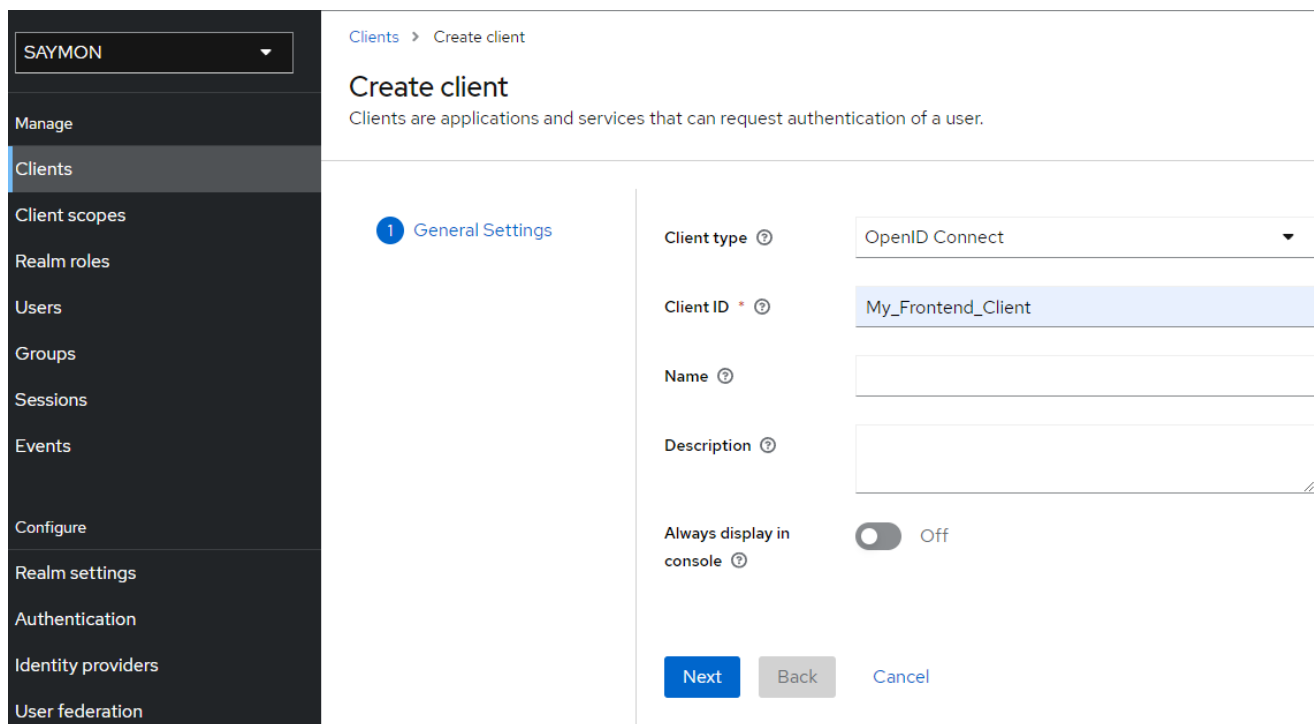 SAYMON
Manage
Clients
Client scopes
Realm roles
Users
Groups
Sessions
Events
Configure
Realm settings
Authentication
Identity providers
User federation
Clients > Create client
Create client
Clients are applications and services that can request authentication of a user.
1 General Settings
Client type ? OpenID Connect
Client ID * ? My_Frontend_Client
Name ?
Description ?
Always display in
console ? Off
Next Back Cancel